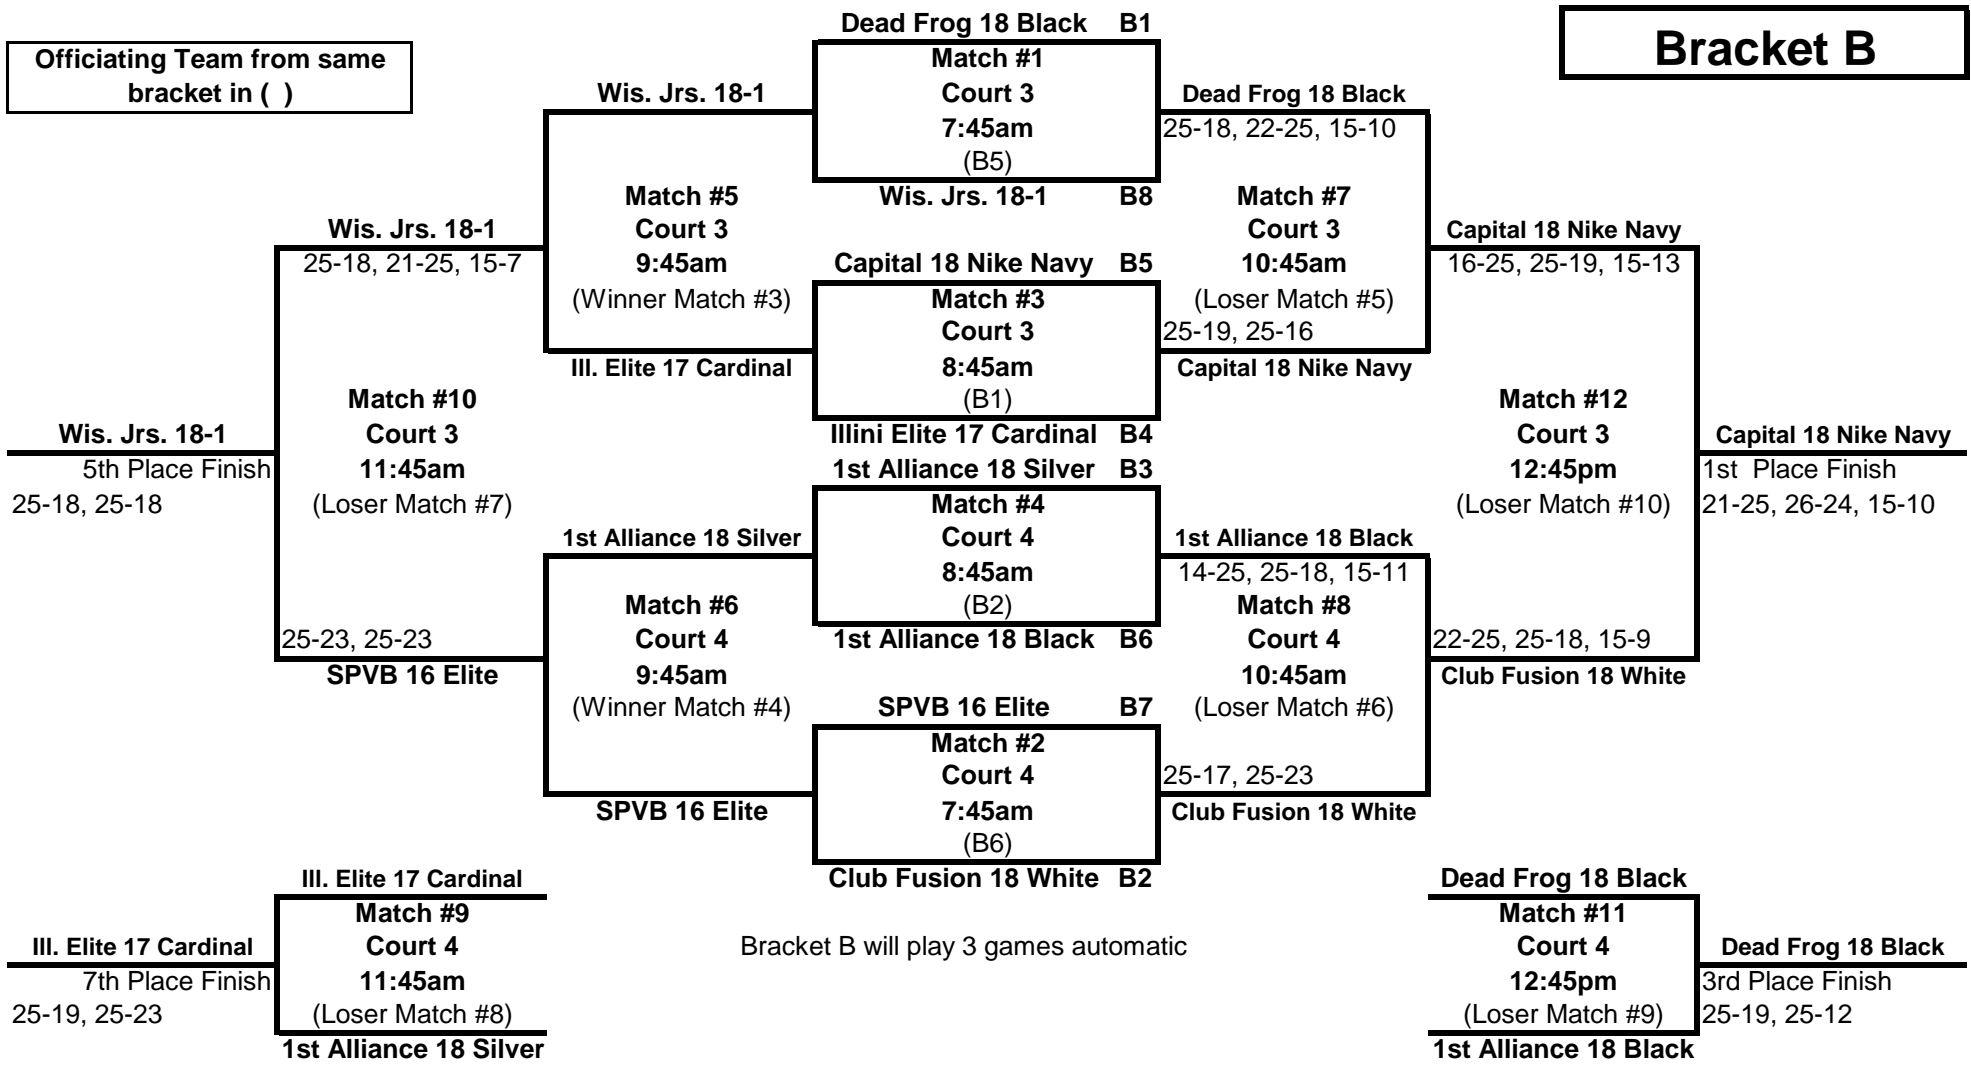 Dead Frog 18 Black B1
Bracket B
Officiating Team from same
bracket in ( )
Match #1
Court 3
7:45am
(B5)
Wis. Jrs. 18-1
Dead Frog 18 Black
25-18, 22-25, 15-10
Wis. Jrs. 18-1 B8
Match #5
Court 3
9:45am
(Winner Match #3)
Match #7
Court 3
10:45am
(Loser Match #5)
Wis. Jrs. 18-1
25-18, 21-25, 15-7
Capital 18 Nike Navy
16-25, 25-19, 15-13
Capital 18 Nike Navy B5
Match #3
Court 3
8:45am
(B1)
25-19, 25-16
Ill. Elite 17 Cardinal
Capital 18 Nike Navy
Illini Elite 17 Cardinal B4
Match #10
Court 3
11:45am
(Loser Match #7)
Match #12
Court 3
12:45pm
(Loser Match #10)
Wis. Jrs. 18-1
5th Place Finish
25-18, 25-18
Capital 18 Nike Navy
1st Place Finish
21-25, 26-24, 15-10
1st Alliance 18 Silver B3
Match #4
Court 4
8:45am
(B2)
1st Alliance 18 Silver
1st Alliance 18 Black
14-25, 25-18, 15-11
1st Alliance 18 Black B6
Match #6
Court 4
9:45am
(Winner Match #4)
Match #8
Court 4
10:45am
(Loser Match #6)
25-23, 25-23
SPVB 16 Elite
22-25, 25-18, 15-9
Club Fusion 18 White
SPVB 16 Elite B7
Match #2
Court 4
7:45am
(B6)
25-17, 25-23
SPVB 16 Elite
Club Fusion 18 White
Club Fusion 18 White B2
Ill. Elite 17 Cardinal
Match #9
Court 4
11:45am
(Loser Match #8)
1st Alliance 18 Silver
Ill. Elite 17 Cardinal
7th Place Finish
25-19, 25-23
Bracket B will play 3 games automatic
Dead Frog 18 Black
Match #11
Court 4
12:45pm
(Loser Match #9)
1st Alliance 18 Black
Dead Frog 18 Black
3rd Place Finish
25-19, 25-12